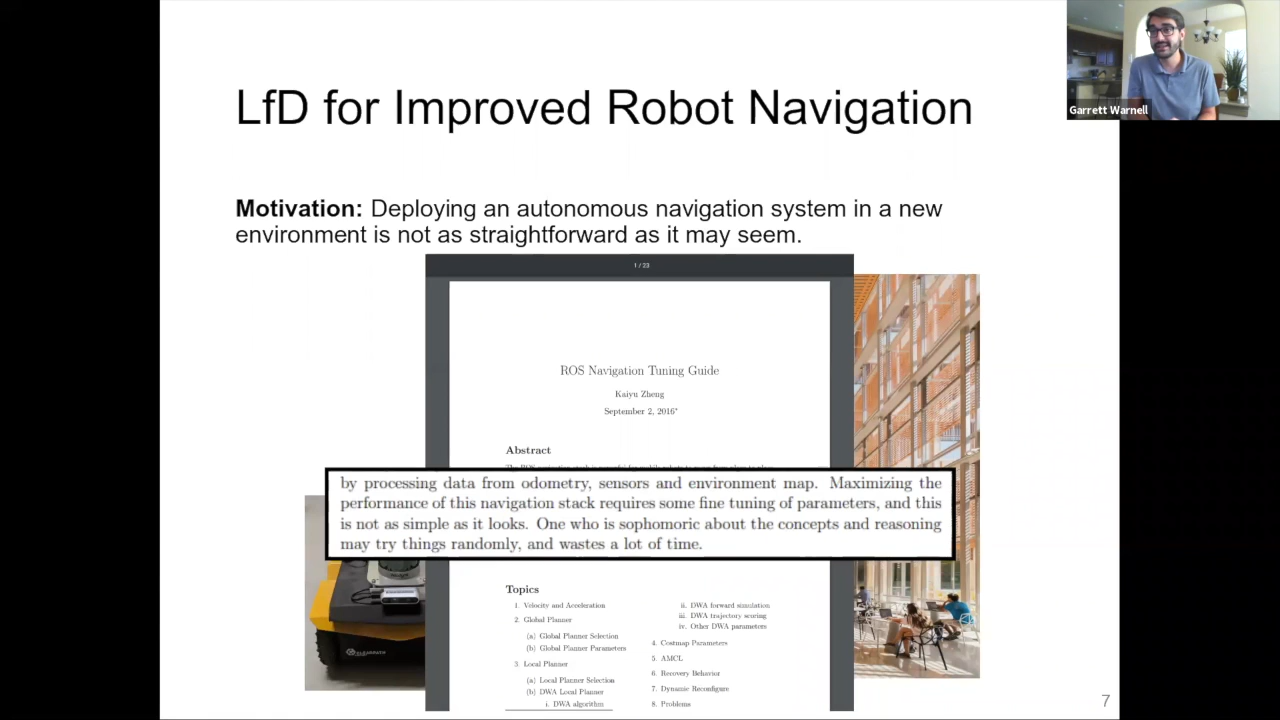 Garrett Warnell
LfD for Improved Robot Navigation
Motivation: Deploying an autonomous navigation system in a new
environment is not as straightforward as it may seem.
1 / 23
ROS Navigation Tuning Guide
Kaiyu Zheng
September 2, 2016*
Abstract
by processing data from odometry, sensors and environment map. Maximizing the
performance of this navigation stack requires some fine tuning of parameters, and this
is not as simple as it looks. One who is sophomoric about the concepts and reasoning
may try things randomly, and wastes a lot of time.
Topics
1. Velocity and Acceleration
2. Global Planner
(a) Global Planner Selection
(b) Global Planner Parameters
3. Local Planner
(a) Local Planner Selection
(b) DWA Local Planner
i. DWA algorithm
ii. DWA forward simulation
iii. DWA trajectory scoring
iv. Other DWA parameters
4. Costmap Parameters
5. AMCL
6. Recovery Behavior
7. Dynamic Reconfigure
8. Problems
CLEARPATH
7